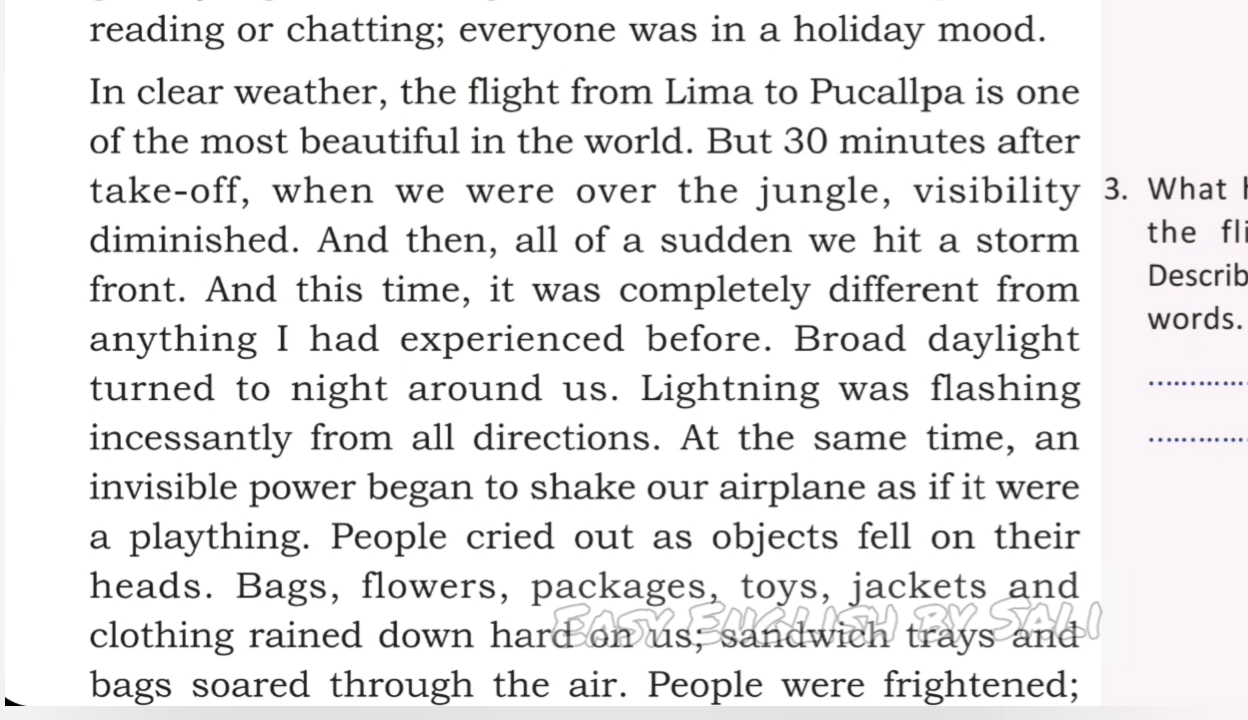 reading or chatting; everyone was in a holiday mood.
In clear weather, the flight from Lima to Pucallpa is one
of the most beautiful in the world. But 30 minutes after
take-off, when we were over the jungle, visibility
diminished. And then, all of a sudden we hit a storm
front. And this time, it was completely different from
anything I had experienced before. Broad daylight
turned to night around us. Lightning was flashing
incessantly from all directions. At the same time, an
invisible power began to shake our airplane as if it were
a plaything. People cried out as objects fell on their
heads. Bags, flowers, packages, toys, jackets and
clothing rained down hard on us; sandwich trays and
bags soared through the air. People were frightened;
EASY ENGLISH BY SALI
3. What
the
words.